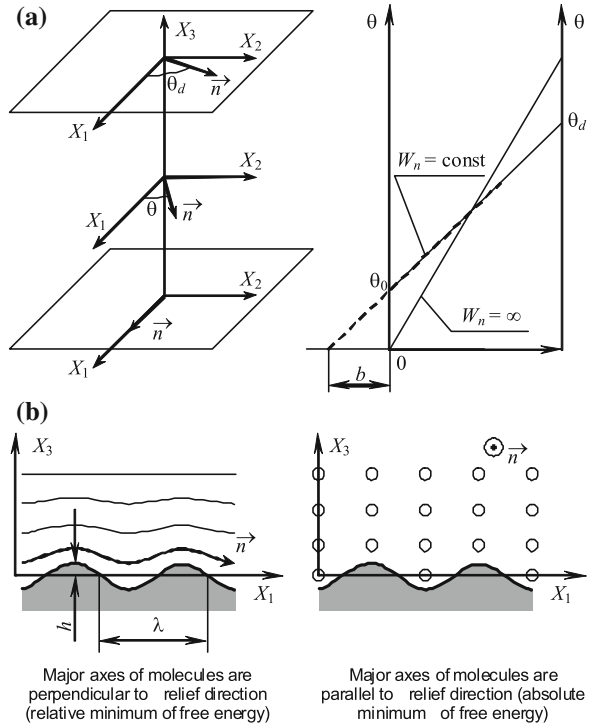 (a)
X3
X2
θd
n
X1
X2
θ
n
X1
X2
n
X1
θ
θ
θd
Wn = const
θ0
Wn = ∞
0
b
(b)
X3
n
X1
h
λ
X3
n
X1
Major axes of molecules are
perpendicular to relief direction
(relative minimum of free energy)
Major axes of molecules are
parallel to relief direction (absolute
minimum of free energy)